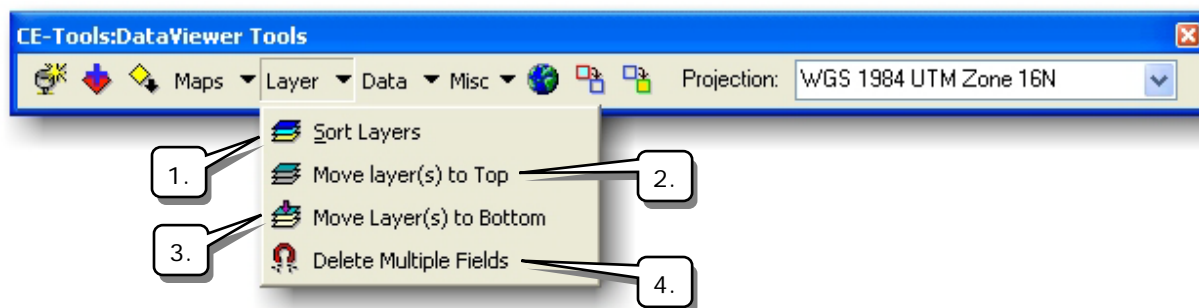 CE-Tools:DataViewer Tools
Maps Layer Data Misc Projection: WGS 1984 UTM Zone 16N
Sort Layers
1.
Move layer(s) to Top
2.
Move Layer(s) to Bottom
3.
Delete Multiple Fields
4.